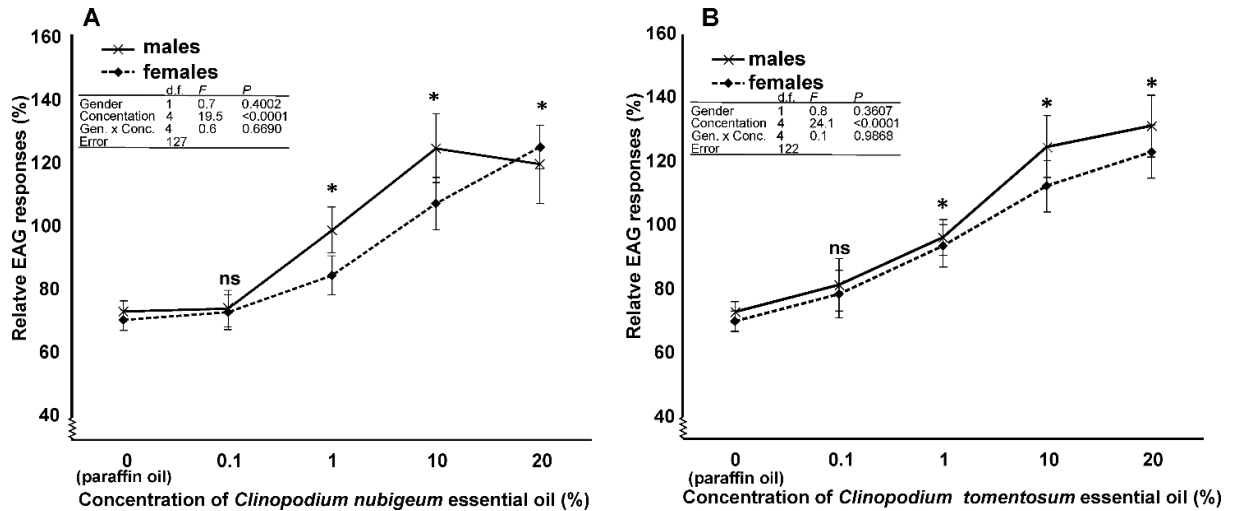 A
160
140
120
100
80
60
40
Relatve EAG responses (%)
males
females
d.f. F P
Gender 1 0.7 0.4002
Concentation 4 19.5 <0.0001
Gen. x Conc. 4 0.6 0.6690
Error 127
ns
*
*
*
0 0.1 1 10 20
(paraffin oil)
Concentration of Clinopodium nubigeum essential oil (%)
B
160
140
120
100
80
60
40
Relatve EAG responses (%)
males
females
d.f. F P
Gender 1 0.8 0.3607
Concentation 4 24.1 <0.0001
Gen. x Conc. 4 0.1 0.9868
Error 122
ns
*
*
*
0 0.1 1 10 20
(paraffin oil)
Concentration of Clinopodium tomentosum essential oil (%)